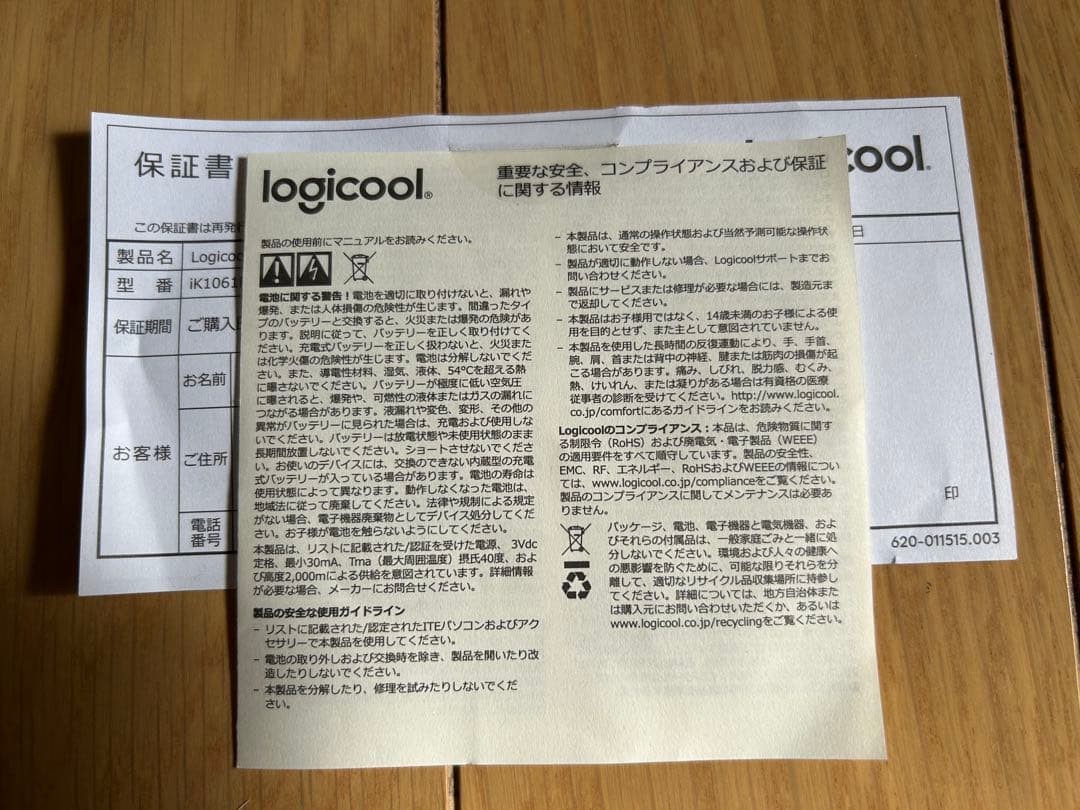 保証書
cool®
この保証書は再発
日
製品名 Logicoo
型 番 iK106
保証期間 ご購入
お客様
お名前
ご住所
電話
番号
印
620-011515.003
logicool®
重要な安全、コンプライアンスおよび保証
に関する情報
製品の使用前にマニュアルをお読みください。
電池に関する警告！電池を適切に取り付けないと、漏れや
爆発、または人体損傷の危険性が生じます。間違ったタイ
プのバッテリーと交換すると、火災または爆発の危険があ
ります。説明に従って、バッテリーを正しく取り付けてく
ださい。充電式バッテリーを正しく扱わないと、火災また
は化学火傷の危険性が生じます。電池は分解しないでくだ
さい。また、導電性材料、湿気、液体、54℃を超える熱
に曝さないでください。バッテリーが極度に低い空気圧
に曝されると、爆発や、可燃性の液体またはガスの漏れに
つながる場合があります。液漏れや変色、変形、その他の
異常がバッテリーに見られた場合は、充電および使用しな
いでください。バッテリーは放電状態や未使用状態のまま
長期間放置しないでください。ショートさせないでくださ
い。お使いのデバイスには、交換のできない内蔵型の充電
式バッテリーが入っている場合があります。電池の寿命は
使用状態によって異なります。動作しなくなった電池は、
地域法に従って廃棄してください。法律や規制による規定
がない場合、電子機器廃棄物としてデバイス処分してくだ
さい。お子様が電池を触らないようにしてください。
本製品は、リストに記載された/認証を受けた電源、 3Vdc
定格、最小30mA、Tma（最大周囲温度）摂氏40度、およ
び高度2,000mによる供給を意図されています。詳細情報
が必要な場合、メーカーにお問合せください。
製品の安全な使用ガイドライン
– リストに記載された/認定されたITEパソコンおよびアク
セサリーで本製品を使用してください。
– 電池の取り外しおよび交換時を除き、製品を開いたり改
造したりしないでください。
– 本製品を分解したり、修理を試みたりしないでくだ
さい。
– 本製品は、通常の操作状態および当然予測可能な操作状
態において安全です。
– 製品が適切に動作しない場合、Logicoolサポートまでお
問い合わせください。
– 製品にサービスまたは修理が必要な場合には、製造元ま
で返却してください。
– 本製品はお子様用ではなく、14歳未満のお子様による使
用を目的とせず、また主として意図されていません。
– 本製品を使用した長時間の反復運動により、手、手首、
腕、肩、首または背中の神経、腱または筋肉の損傷が起
こる場合があります。痛み、しびれ、脱力感、むくみ、
熱、けいれん、または凝りがある場合は有資格の医療
従事者の診断を受けてください。http://www.logicool.
co.jp/comfortにあるガイドラインをお読みください。
Logicoolのコンプライアンス：本品は、危険物質に関す
る制限令（RoHS）および廃電気・電子製品（WEEE）
の適用要件をすべて順守しています。製品の安全性、
EMC、RF、エネルギー、RoHSおよびWEEEの情報につい
ては、www.logicool.co.jp/complianceをご覧ください。
製品のコンプライアンスに関してメンテナンスは必要あ
りません。
パッケージ、電池、電子機器と電気機器、およ
びそれらの付属品は、一般家庭ごみと一緒に処
分しないでください。環境および人々の健康へ
の悪影響を防ぐために、可能な限りそれらを分
離して、適切なリサイクル品収集場所に持参し
てください。詳細については、地方自治体また
は購入元にお問い合わせいただくか、あるいは
www.logicool.co.jp/recyclingをご覧ください。